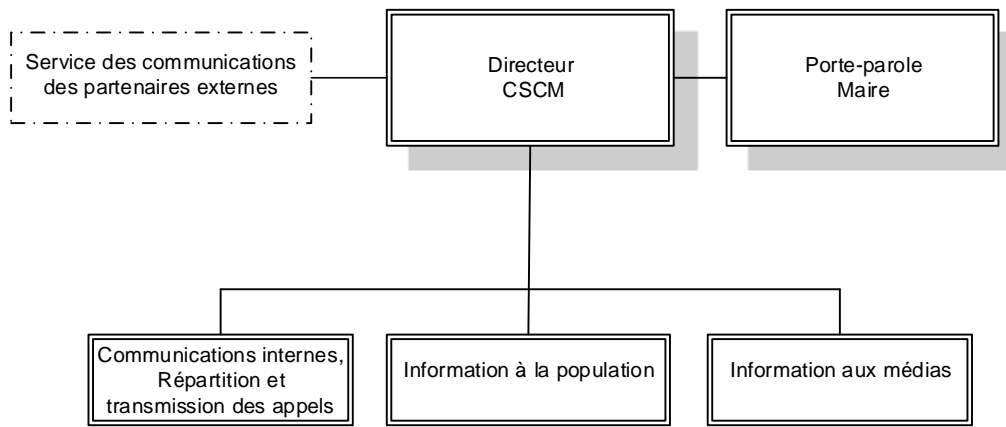 Service des communications
des partenaires externes
Directeur
CSCM
Porte-parole
Maire
Communications internes,
Répartition et
transmission des appels
Information à la population
Information aux médias